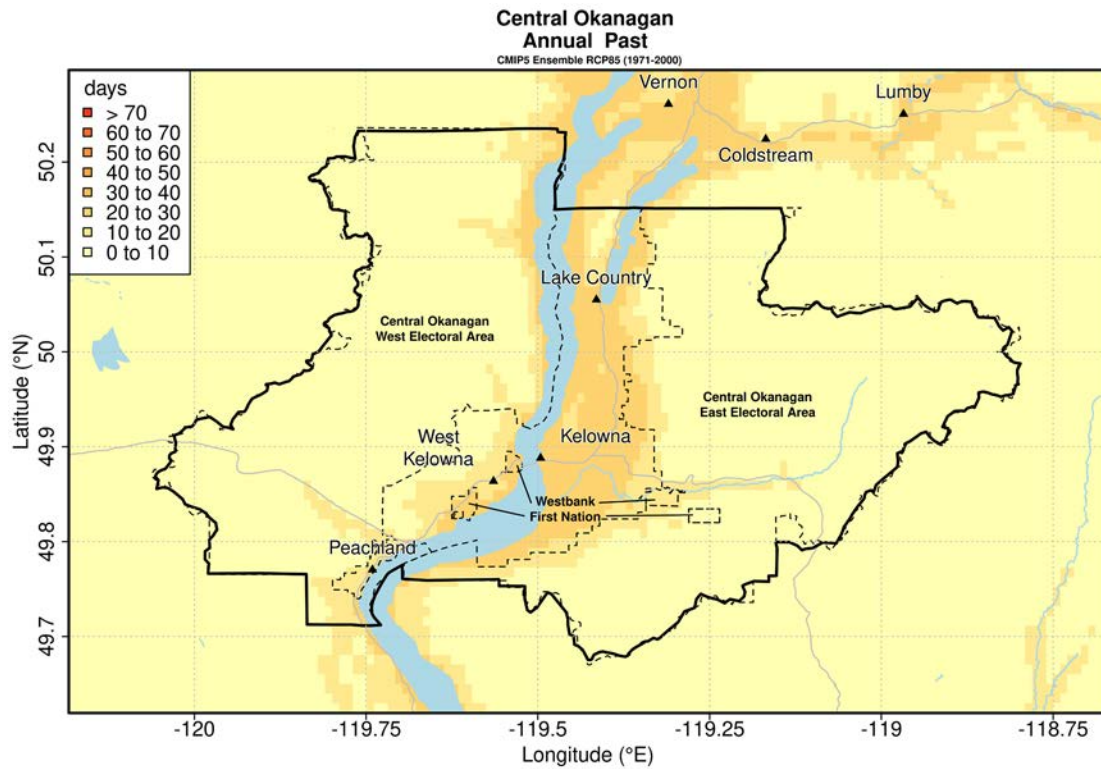 Central Okanagan
Annual Past
CMIP5 Ensemble RCP85 (1971-2000)
days
> 70
60 to 70
50 to 60
40 to 50
30 to 40
20 to 30
10 to 20
0 to 10
Vernon
Lumby
Coldstream
Lake Country
Central Okanagan
West Electoral Area
Central Okanagan
East Electoral Area
West
Kelowna
Kelowna
Westbank
First Nation
Peachland
50.2
50.1
50
49.9
49.8
49.7
Latitude (°N)
-120
-119.75
-119.5
-119.25
-119
-118.75
Longitude (°E)